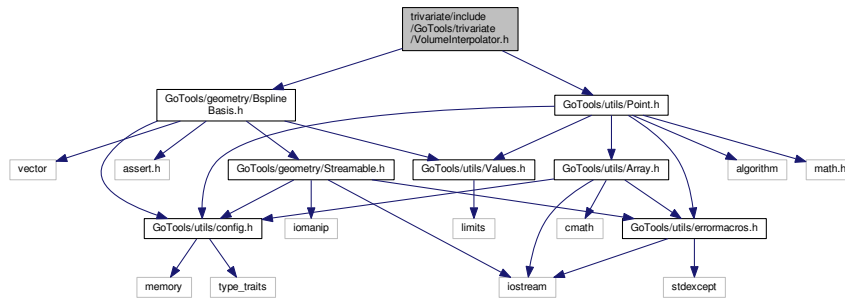 trivariate/include
/GoTools/trivariate
/VolumeInterpolator.h
GoTools/geometry/Bspline
Basis.h
GoTools/utils/Point.h
vector
assert.h
GoTools/geometry/Streamable.h
GoTools/utils/Values.h
GoTools/utils/Array.h
algorithm
math.h
GoTools/utils/config.h
iomanip
limits
cmath
GoTools/utils/errormacros.h
memory
type_traits
iostream
stdexcept